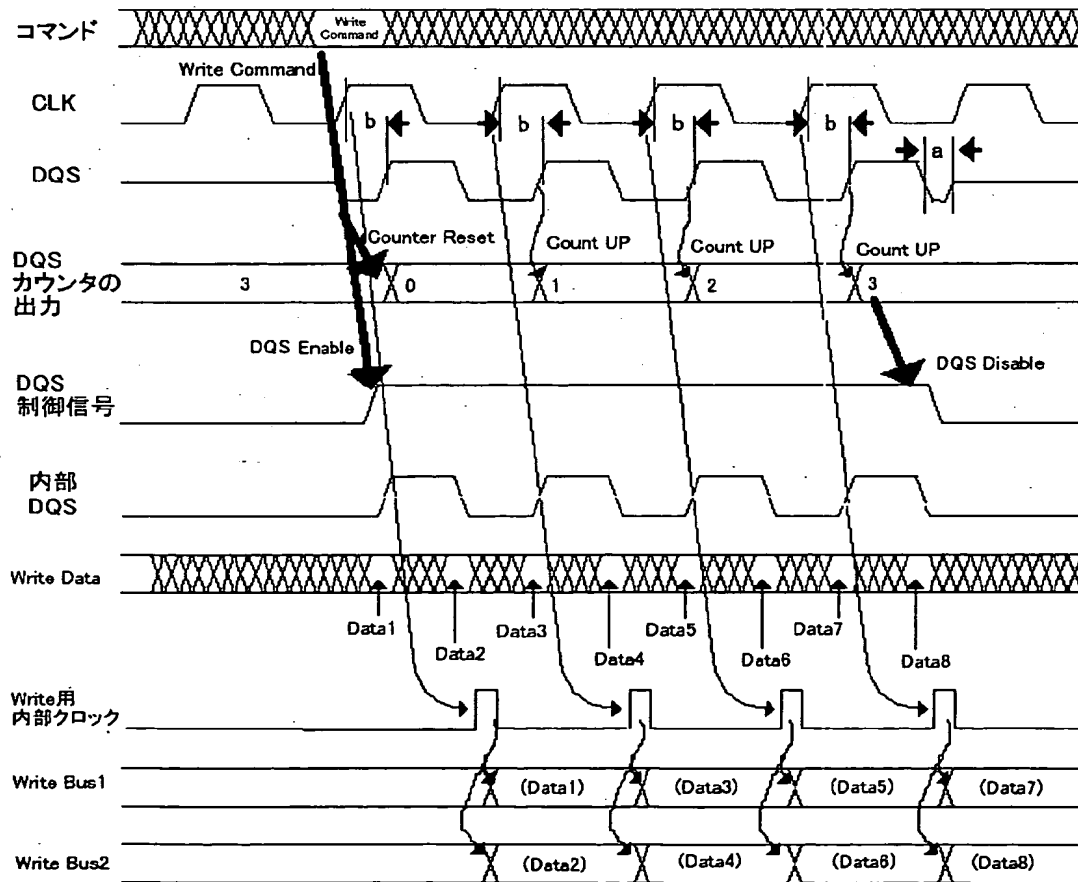 コマンド
Write
Command
Write Command
CLK
b
b
b
b
DQS
a
Counter Reset
Count UP
Count UP
Count UP
DQS
カウンタの
出力
3
0
1
2
3
DQS Enable
DQS Disable
DQS
制御信号
内部
DQS
Write Data
Data1
Data2
Data3
Data4
Data5
Data6
Data7
Data8
Write用
内部クロック
Write Bus1
(Data1)
(Data3)
(Data5)
(Data7)
Write Bus2
(Data2)
(Data4)
(Data6)
(Data8)